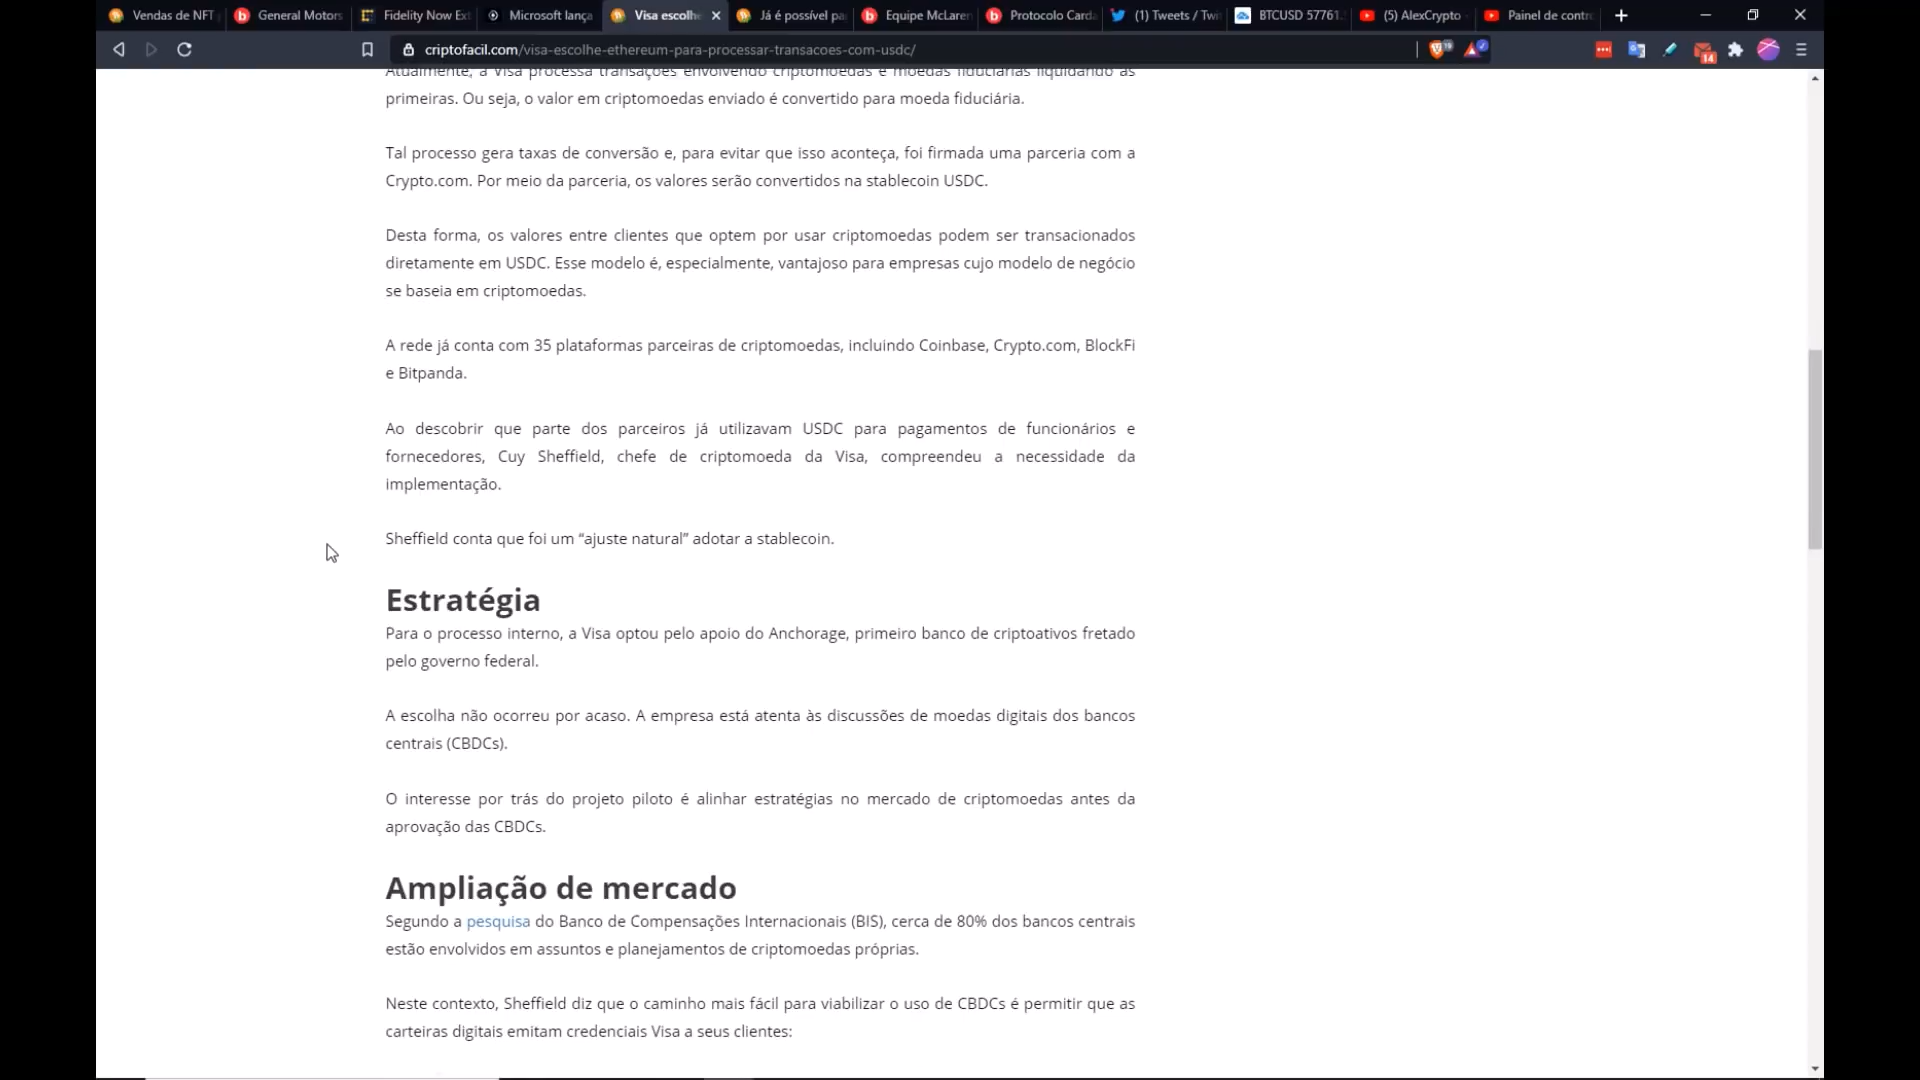 Vendas de NFT
General Motors
Fidelity Now Ext
Microsoft lança
Visa escolhe
Já é possível pa
Equipe McLaren
Protocolo Carda
(1) Tweets / Twi
BTCUSD 57761.
(5) AlexCrypto
Painel de contro
criptofacil.com/visa-escolhe-ethereum-para-processar-transacoes-com-usdc/
14
Atualmente, a Visa processa transações envolvendo criptomoedas e moedas fiduciárias liquidando as
primeiras. Ou seja, o valor em criptomoedas enviado é convertido para moeda fiduciária.
Tal processo gera taxas de conversão e, para evitar que isso aconteça, foi firmada uma parceria com a
Crypto.com. Por meio da parceria, os valores serão convertidos na stablecoin USDC.
Desta forma, os valores entre clientes que optem por usar criptomoedas podem ser transacionados
diretamente em USDC. Esse modelo é, especialmente, vantajoso para empresas cujo modelo de negócio
se baseia em criptomoedas.
A rede já conta com 35 plataformas parceiras de criptomoedas, incluindo Coinbase, Crypto.com, BlockFi
e Bitpanda.
Ao descobrir que parte dos parceiros já utilizavam USDC para pagamentos de funcionários e
fornecedores, Cuy Sheffield, chefe de criptomoeda da Visa, compreendeu a necessidade da
implementação.
Sheffield conta que foi um “ajuste natural” adotar a stablecoin.
Estratégia
Para o processo interno, a Visa optou pelo apoio do Anchorage, primeiro banco de criptoativos fretado
pelo governo federal.
A escolha não ocorreu por acaso. A empresa está atenta às discussões de moedas digitais dos bancos
centrais (CBDCs).
O interesse por trás do projeto piloto é alinhar estratégias no mercado de criptomoedas antes da
aprovação das CBDCs.
Ampliação de mercado
Segundo a pesquisa do Banco de Compensações Internacionais (BIS), cerca de 80% dos bancos centrais
estão envolvidos em assuntos e planejamentos de criptomoedas próprias.
Neste contexto, Sheffield diz que o caminho mais fácil para viabilizar o uso de CBDCs é permitir que as
carteiras digitais emitam credenciais Visa a seus clientes: